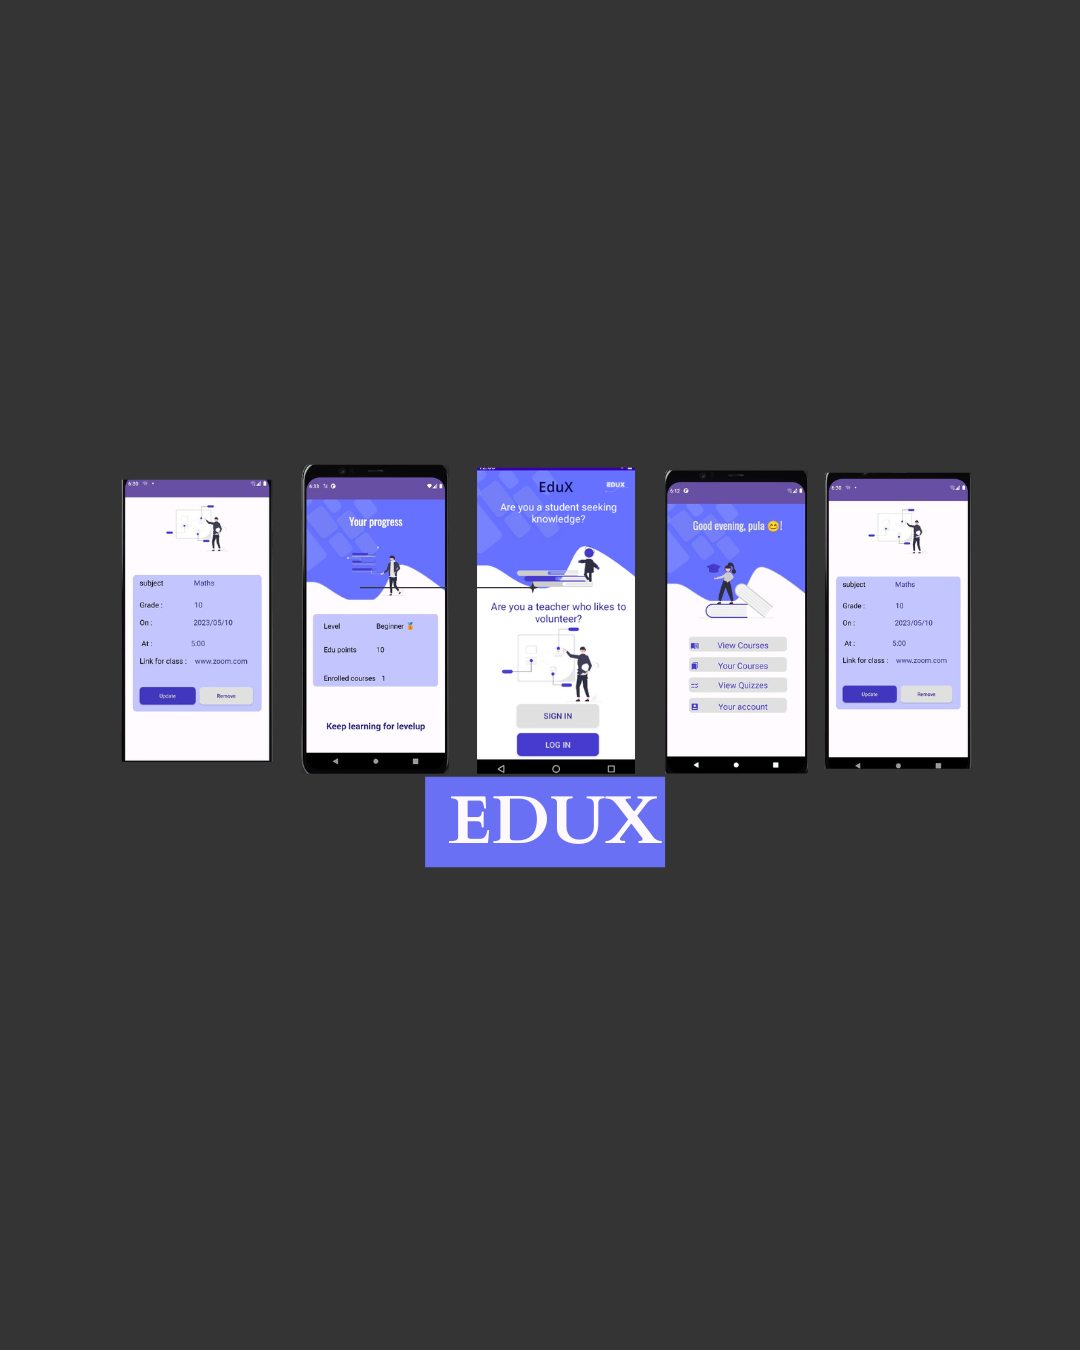 6:30
subject Maths
Grade : 10
On : 2023/05/10
At : 5:00
Link for class : www.zoom.com
Update Remove
6:33
Your progress
Level Beginner
Edu points 10
Enrolled courses 1
Keep learning for levelup
EduX
EDUX
Are you a student seeking
knowledge?
Are you a teacher who likes to
volunteer?
SIGN IN
LOG IN
6:12
Good evening, pula 😊!
View Courses
Your Courses
View Quizzes
Your account
6:30
subject Maths
Grade : 10
On : 2023/05/10
At : 5:00
Link for class : www.zoom.com
Update Remove
EDUX